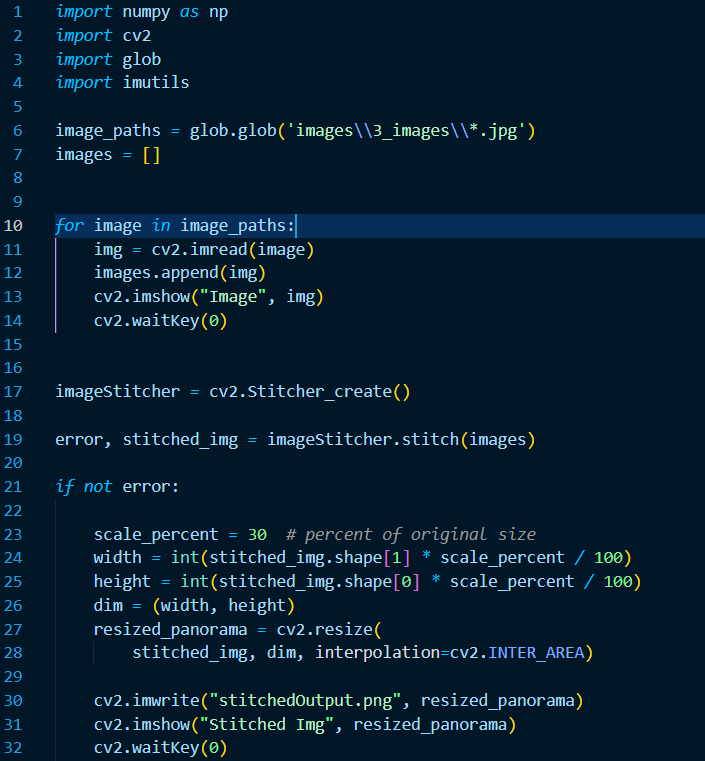 1 import numpy as np
2 import cv2
3 import glob
4 import imutils
5
6 image_paths = glob.glob('images\\3_images\\*.jpg')
7 images = []
8
9
10 for image in image_paths:
11     img = cv2.imread(image)
12     images.append(img)
13     cv2.imshow("Image", img)
14     cv2.waitKey(0)
15
16
17 imageStitcher = cv2.Stitcher_create()
18
19 error, stitched_img = imageStitcher.stitch(images)
20
21 if not error:
22
23     scale_percent = 30  # percent of original size
24     width = int(stitched_img.shape[1] * scale_percent / 100)
25     height = int(stitched_img.shape[0] * scale_percent / 100)
26     dim = (width, height)
27     resized_panorama = cv2.resize(
28         stitched_img, dim, interpolation=cv2.INTER_AREA)
29
30     cv2.imwrite("stitchedOutput.png", resized_panorama)
31     cv2.imshow("Stitched Img", resized_panorama)
32     cv2.waitKey(0)